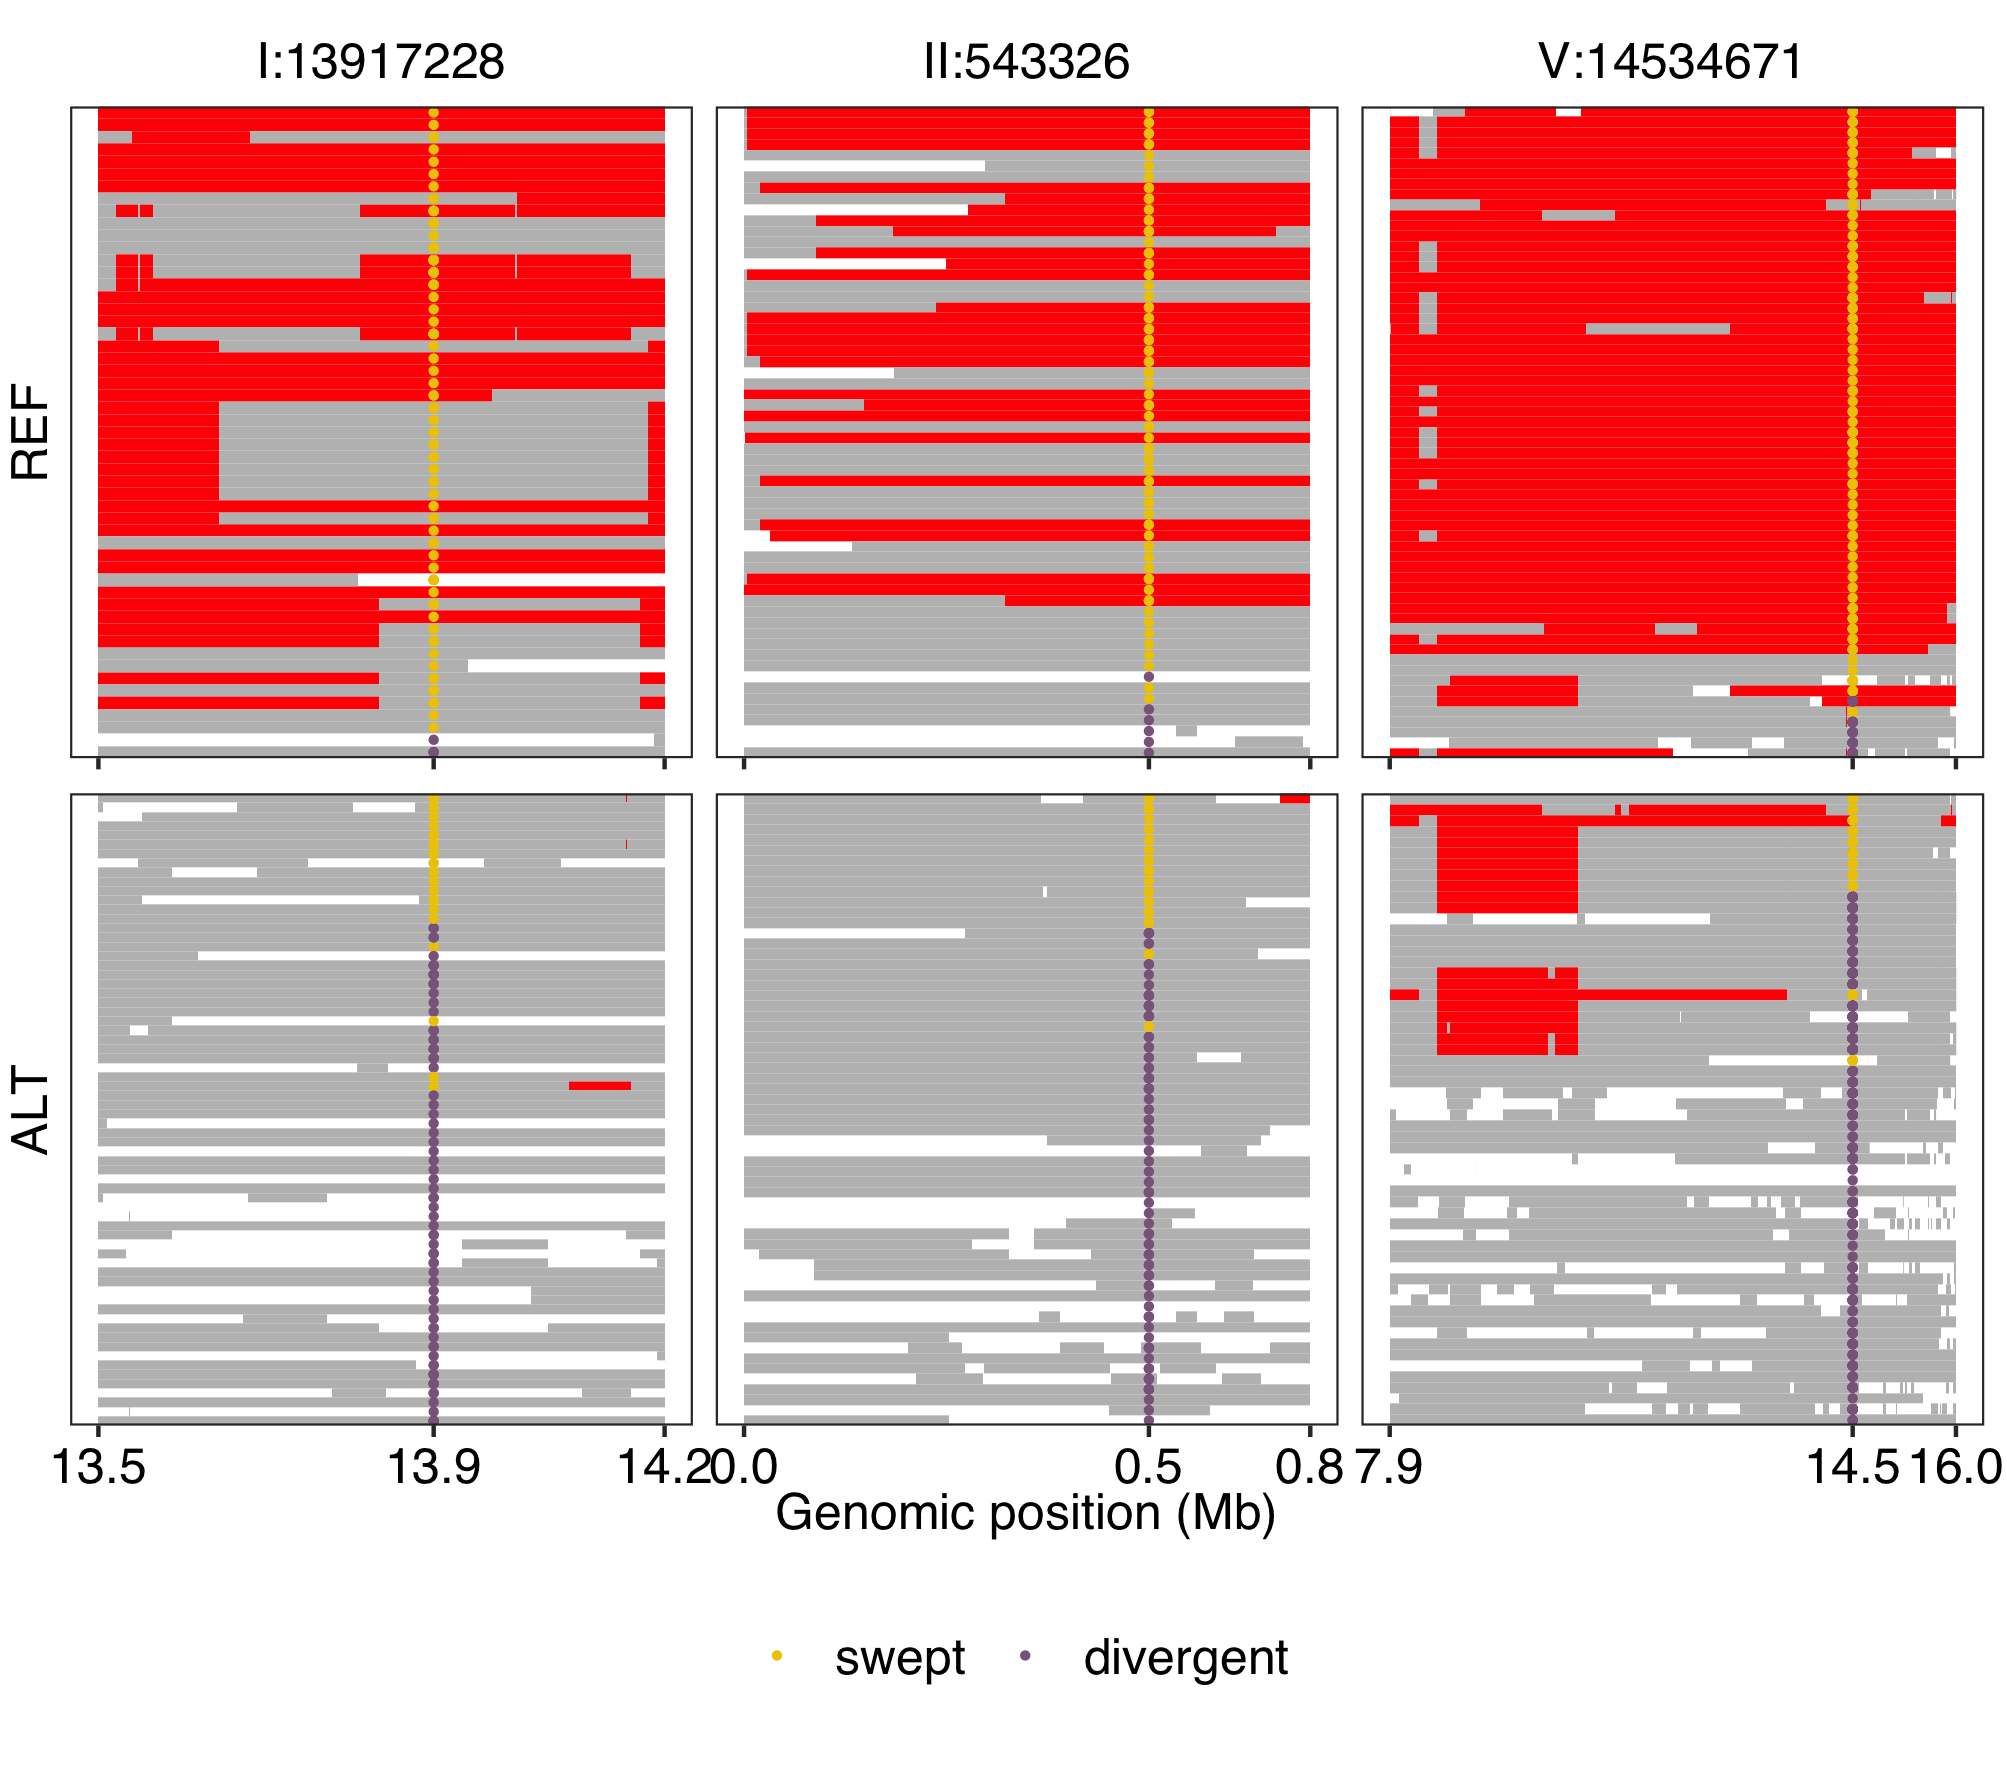 I:13917228 II:543326 V:14534671
REF
ALT
13.5 13.9 14.2 0.0 0.5 0.8 7.9 14.5 16.0
Genomic position (Mb)
swept divergent